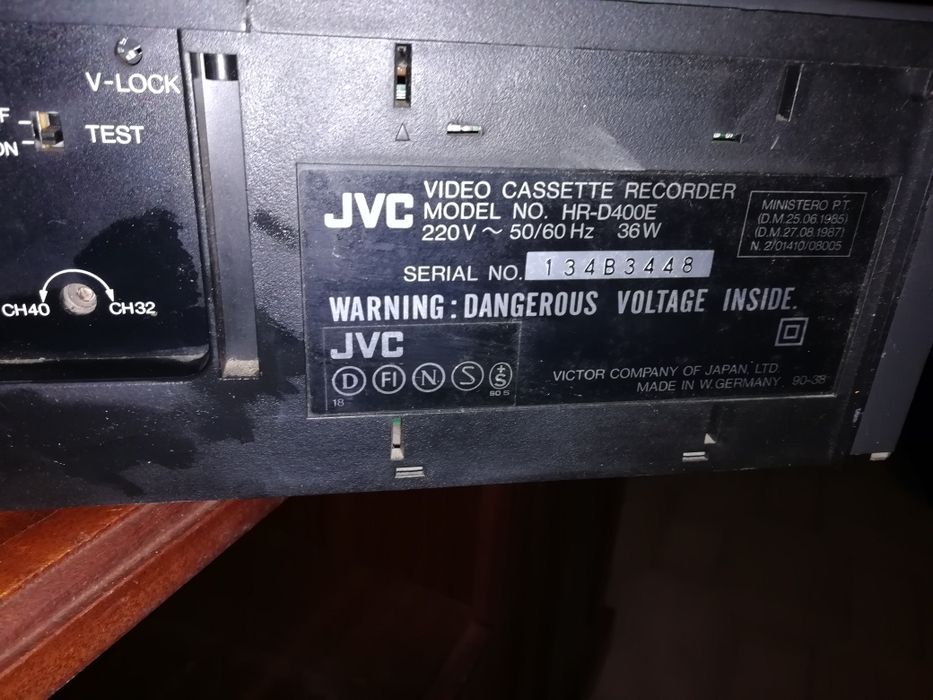 V-LOCK
F
ON
TEST
CH40
CH32
JVC
VIDEO CASSETTE RECORDER
MODEL NO. HR-D400E
220V ~ 50/60 Hz 36W
MINISTERO P.T.
(D.M.25.06.1985)
(D.M.27.08.1987)
N. 2/01410/08005
SERIAL NO. 134B3448
WARNING : DANGEROUS VOLTAGE INSIDE.
JVC
D FI N S +S
18
VICTOR COMPANY OF JAPAN, LTD.
MADE IN W.GERMANY 90-38